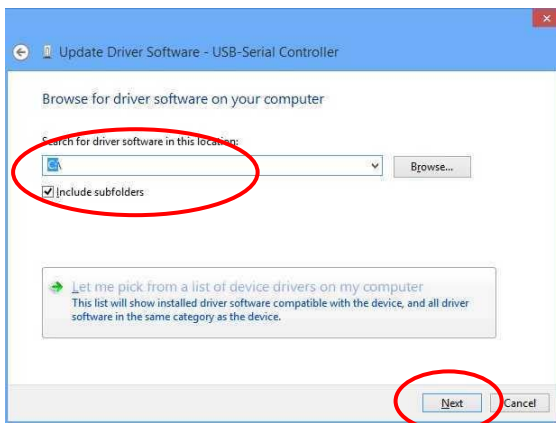 Update Driver Software - USB-Serial Controller
Browse for driver software on your computer
Search for driver software in this location:
C:\
Browse...
Include subfolders
Let me pick from a list of device drivers on my computer
This list will show installed driver software compatible with the device, and all driver
software in the same category as the device.
Next Cancel